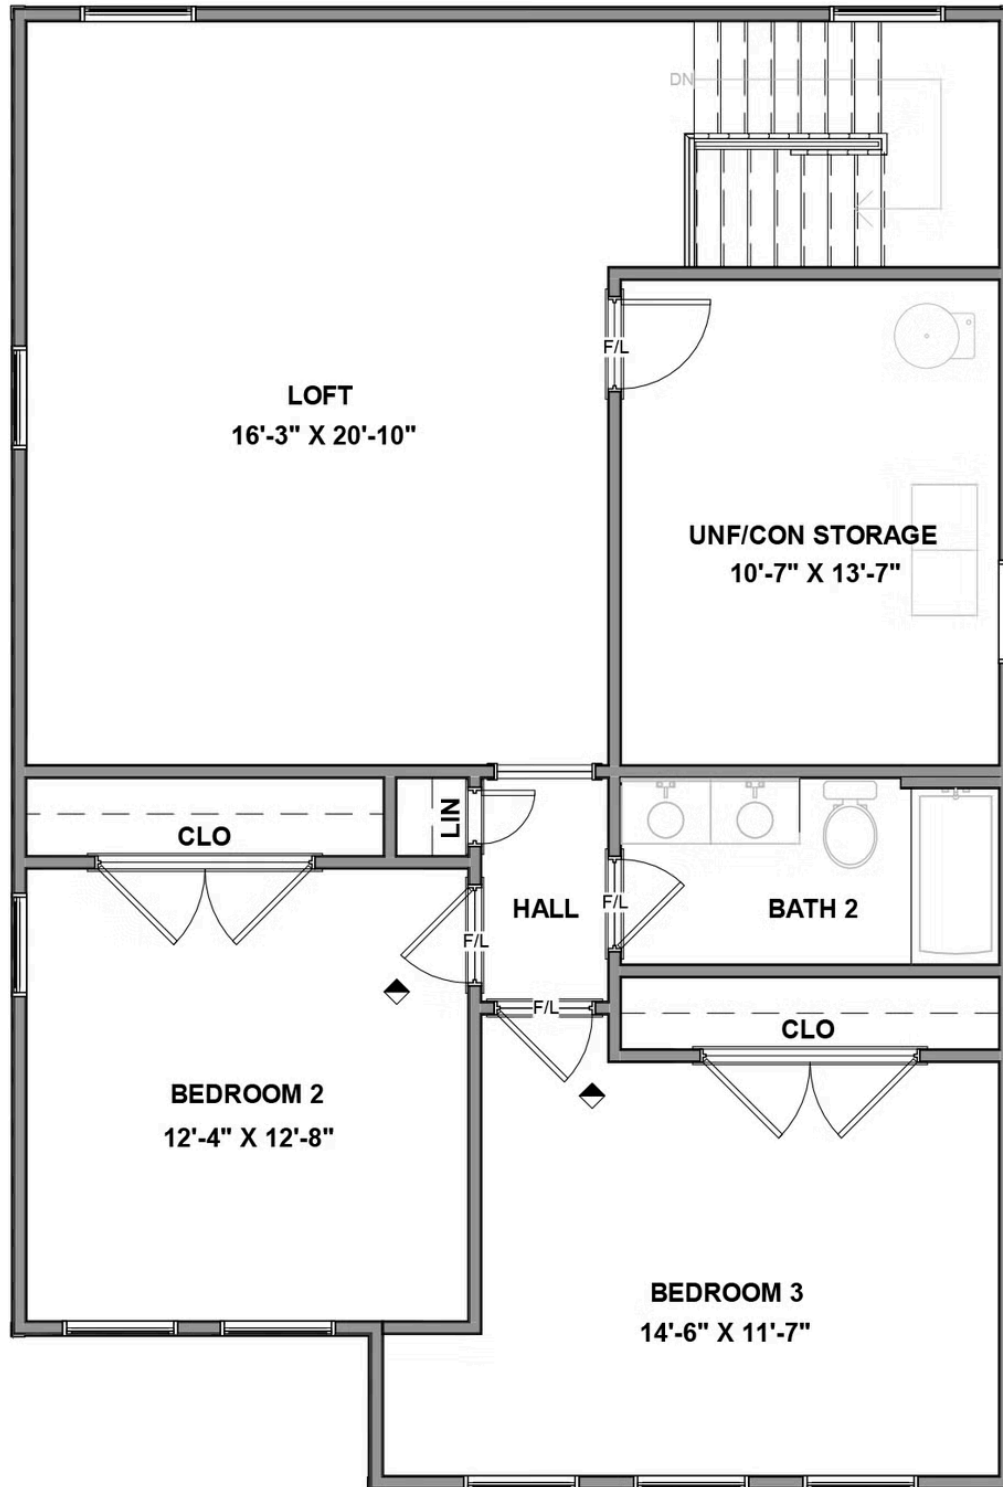 DN
F/L
LOFT
16'-3" X 20'-10"
UNF/CON STORAGE
10'-7" X 13'-7"
CLO
LIN
HALL
F/L
BATH 2
F/L
F/L
CLO
BEDROOM 2
12'-4" X 12'-8"
BEDROOM 3
14'-6" X 11'-7"